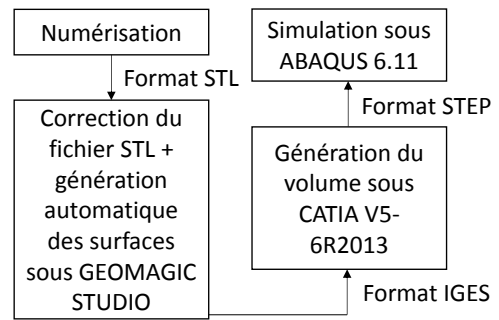 Numérisation
Format STL
Correction du
fichier STL +
génération
automatique
des surfaces
sous GEOMAGIC
STUDIO
Format IGES
Génération du
volume sous
CATIA V5-
6R2013
Format STEP
Simulation sous
ABAQUS 6.11